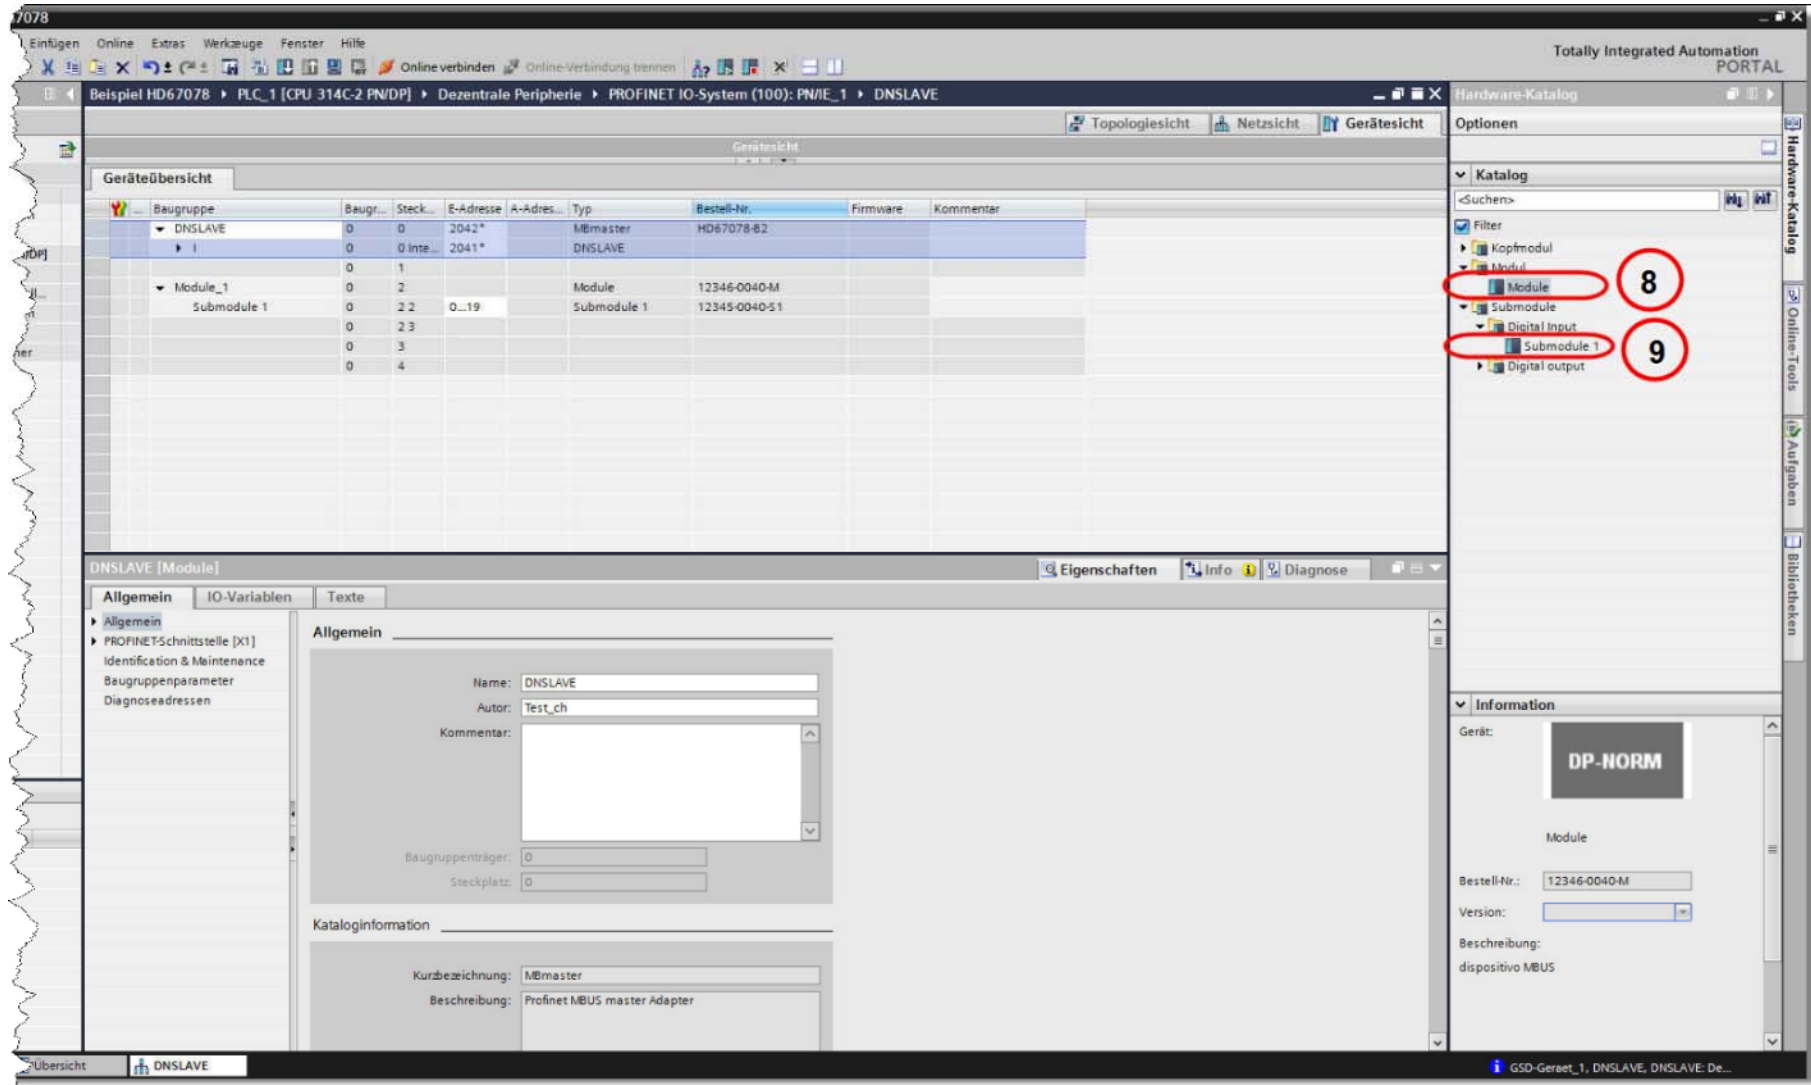 67078
Einfügen Online Extras Werkzeuge Fenster Hilfe
Totally Integrated Automation
PORTAL
Online verbinden Online-Verbindung trennen
Beispiel HD67078 PLC_1 [CPU 314C-2 PN/DP] Dezentrale Peripherie PROFINET IO-System (100): PN/IE_1 DNSLAVE
Hardware-Katalog
Topologiesicht Netzsicht Gerätesicht
Optionen
Gerätesicht
Geräteübersicht
Katalog
<Suchen>
... Baugruppe Baugr... Steck... E-Adresse A-Adres... Typ Bestell-Nr. Firmware Kommentar
Filter
DNSLAVE 0 0 2042* MBmaster HD67078-B2
I 0 0 Inte... 2041* DNSLAVE
0 1
Module_1 0 2 Module 12346-0040-M
Submodule 1 0 2 2 0...19 Submodule 1 12345-0040-S1
0 2 3
0 3
0 4
Kopfmodul
Modul
Module
8
Submodule
Digital Input
Submodule 1
9
Digital output
Hardware-Katalog
Online-Tools
Aufgaben
Bibliotheken
DNSLAVE [Module]
Eigenschaften Info Diagnose
Allgemein IO-Variablen Texte
Allgemein
PROFINET-Schnittstelle [X1]
Identification & Maintenance
Baugruppenparameter
Diagnoseadressen
Allgemein
Name: DNSLAVE
Autor: Test_ch
Kommentar:
Baugruppenträger: 0
Steckplatz: 0
Kataloginformation
Kurzbezeichnung: MBmaster
Beschreibung: Profinet MBUS master Adapter
Information
Gerät:
DP-NORM
Module
Bestell-Nr.: 12346-0040-M
Version:
Beschreibung:
dispositivo MBUS
Übersicht DNSLAVE
GSD-Geraet_1, DNSLAVE, DNSLAVE: De...